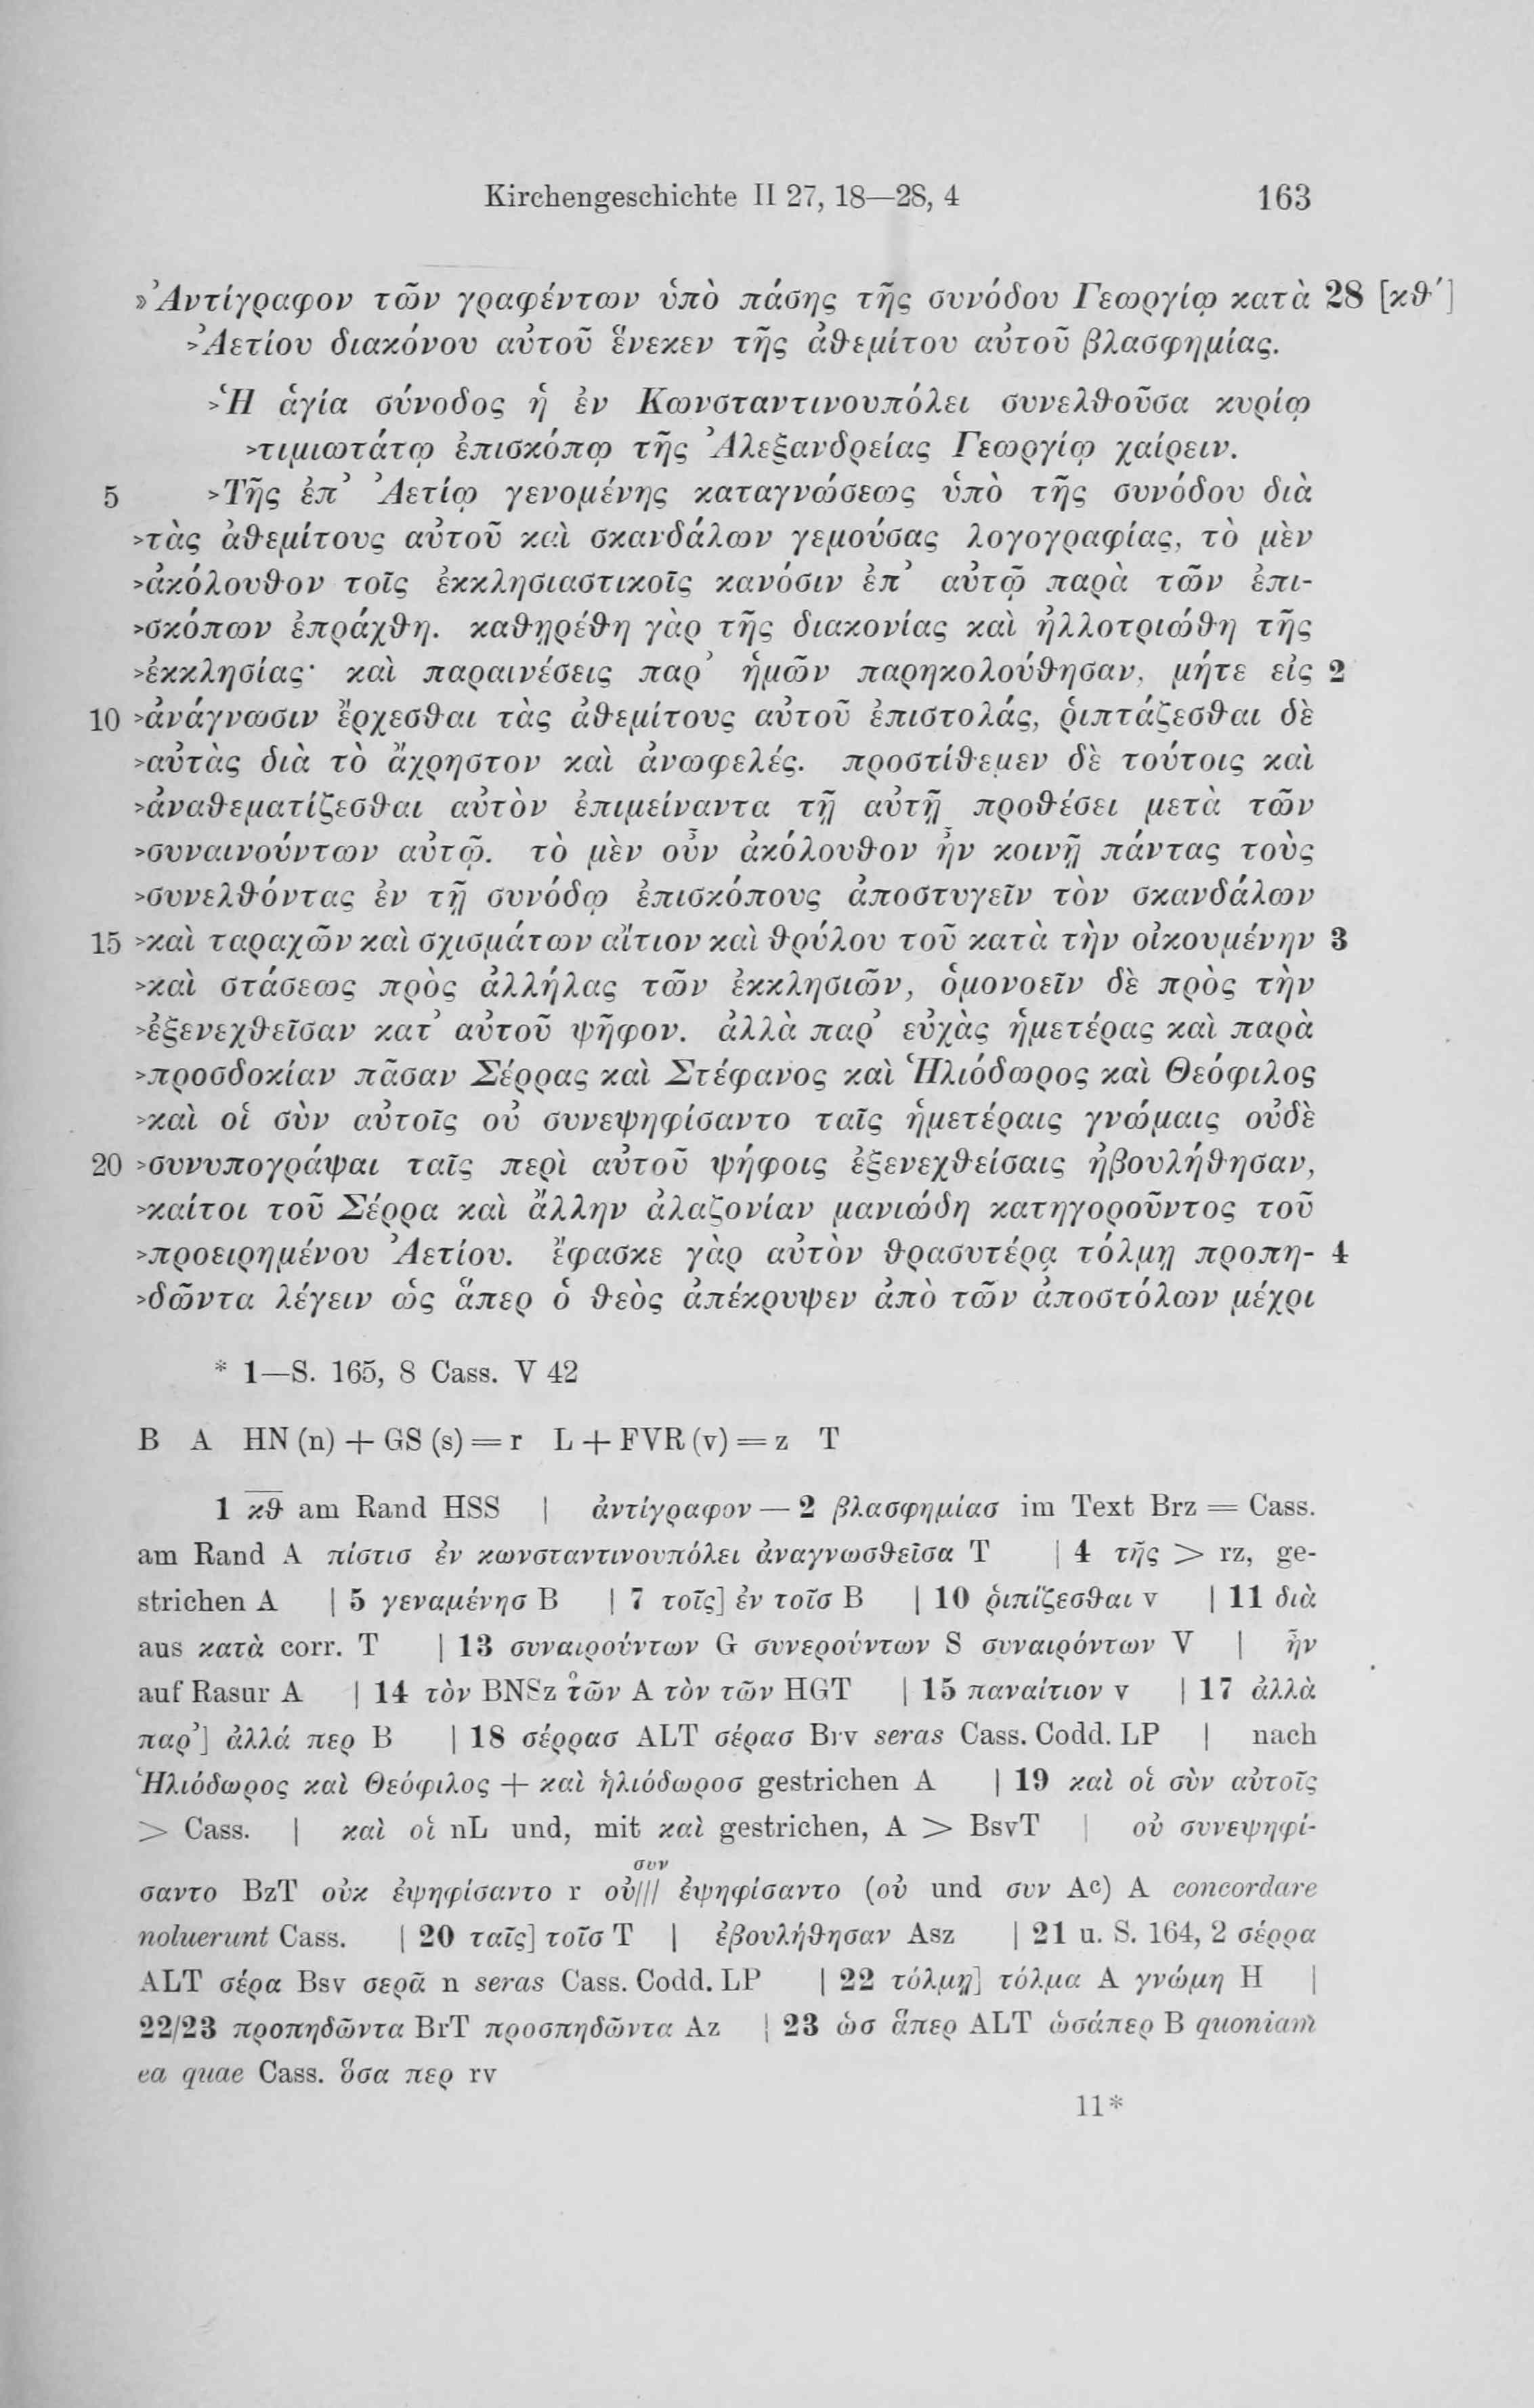 Kirchengeschichte II 27, 18—28, 4 163
»Ἀντίγραφον τῶν γραφέντων ὑπὸ πάσης τῆς συνόδου Γεωργίῳ κατὰ 28 [κθ´]
>Ἀετίου διακόνου αὐτοῦ ἕνεκεν τῆς ἀθεμίτου αὐτοῦ βλασφημίας.
>Ἡ ἁγία σύνοδος ἡ ἐν Κωνσταντινουπόλει συνελθοῦσα κυρίῳ
>τιμιωτάτῳ ἐπισκόπῳ τῆς Ἀλεξανδρείας Γεωργίῳ χαίρειν.
5 >Τῆς ἐπ’ Ἀετίῳ γενομένης καταγνώσεως ὑπὸ τῆς συνόδου διὰ
>τὰς ἀθεμίτους αὐτοῦ καὶ σκανδάλων γεμούσας λογογραφίας, τὸ μὲν
>ἀκόλουθον τοῖς ἐκκλησιαστικοῖς κανόσιν ἐπ’ αὐτῷ παρὰ τῶν ἐπι-
>σκόπων ἐπράχθη. καθῃρέθη γὰρ τῆς διακονίας καὶ ἠλλοτριώθη τῆς
>ἐκκλησίας· καὶ παραινέσεις παρ’ ἡμῶν παρηκολούθησαν, μήτε εἰς 2
10 >ἀνάγνωσιν ἔρχεσθαι τὰς ἀθεμίτους αὐτοῦ ἐπιστολάς, ῥιπτάζεσθαι δὲ
>αὐτὰς διὰ τὸ ἄχρηστον καὶ ἀνωφελές. προστίθεμεν δὲ τούτοις καὶ
>ἀναθεματίζεσθαι αὐτὸν ἐπιμείναντα τῇ αὐτῇ προθέσει μετὰ τῶν
>συναινούντων αὐτῷ. τὸ μὲν οὖν ἀκόλουθον ἦν κοινῇ πάντας τοὺς
>συνελθόντας ἐν τῇ συνόδῳ ἐπισκόπους ἀποστυγεῖν τὸν σκανδάλων
15 >καὶ ταραχῶν καὶ σχισμάτων αἴτιον καὶ θρύλου τοῦ κατὰ τὴν οἰκουμένην 3
>καὶ στάσεως πρὸς ἀλλήλας τῶν ἐκκλησιῶν, ὁμονοεῖν δὲ πρὸς τὴν
>ἐξενεχθεῖσαν κατ’ αὐτοῦ ψῆφον. ἀλλὰ παρ’ εὐχὰς ἡμετέρας καὶ παρὰ
>προσδοκίαν πᾶσαν Σέρρας καὶ Στέφανος καὶ Ἡλιόδωρος καὶ Θεόφιλος
>καὶ οἱ σὺν αὐτοῖς οὐ συνεψηφίσαντο ταῖς ἡμετέραις γνώμαις οὐδὲ
20 >συνυπογράψαι ταῖς περὶ αὐτοῦ ψήφοις ἐξενεχθείσαις ἠβουλήθησαν,
>καίτοι τοῦ Σέρρα καὶ ἄλλην ἀλαζονίαν μανιώδη κατηγοροῦντος τοῦ
>προειρημένου Ἀετίου. ἔφασκε γὰρ αὐτὸν θρασυτέρᾳ τόλμῃ προπη- 4
>δῶντα λέγειν ὡς ἅπερ ὁ θεὸς ἀπέκρυψεν ἀπὸ τῶν ἀποστόλων μέχρι
* 1—S. 165, 8 Cass. V 42
B A HN (n) + GS (s) = r L + FVR (v) = z T
1 κθ am Rand HSS | ἀντίγραφον — 2 βλασφημίασ im Text Brz = Cass.
am Rand A πίστισ ἐν κωνσταντινουπόλει ἀναγνωσθεῖσα T | 4 τῆς > rz, ge-
strichen A | 5 γεναμένησ B | 7 τοῖς] ἐν τοῖσ B | 10 ῥιπίζεσθαι v | 11 διὰ
aus κατὰ corr. T | 13 συναιρούντων G συνερούντων S συναιρόντων V | ἦν
auf Rasur A | 14 τὸν BNSz τῶν A τὸν τῶν HGT | 15 παναίτιον v | 17 ἀλλὰ
παρ’] ἀλλά περ B | 18 σέρρασ ALT σέρασ Brv seras Cass. Codd. LP | nach
Ἡλιόδωρος καὶ Θεόφιλος + καὶ ἡλιόδωροσ gestrichen A | 19 καὶ οἱ σὺν αὐτοῖς
> Cass. | καὶ οἱ nL und, mit καὶ gestrichen, A > BsvT | οὐ συνεψηφί-
σαντο BzT οὐκ ἐψηφίσαντο r οὐ/// συν ἐψηφίσαντο (οὐ und συν Aᶜ) A concordare
noluerunt Cass. | 20 ταῖς] τοῖσ T | ἐβουλήθησαν Asz | 21 u. S. 164, 2 σέρρα
ALT σέρα Bsv σερᾶ n seras Cass. Codd. LP | 22 τόλμῃ] τόλμα A γνώμη H |
22/23 προπηδῶντα BrT προσπηδῶντα Az | 23 ὡσ ἅπερ ALT ὡσάπερ B quoniam
ea quae Cass. ὅσα περ rv
11*